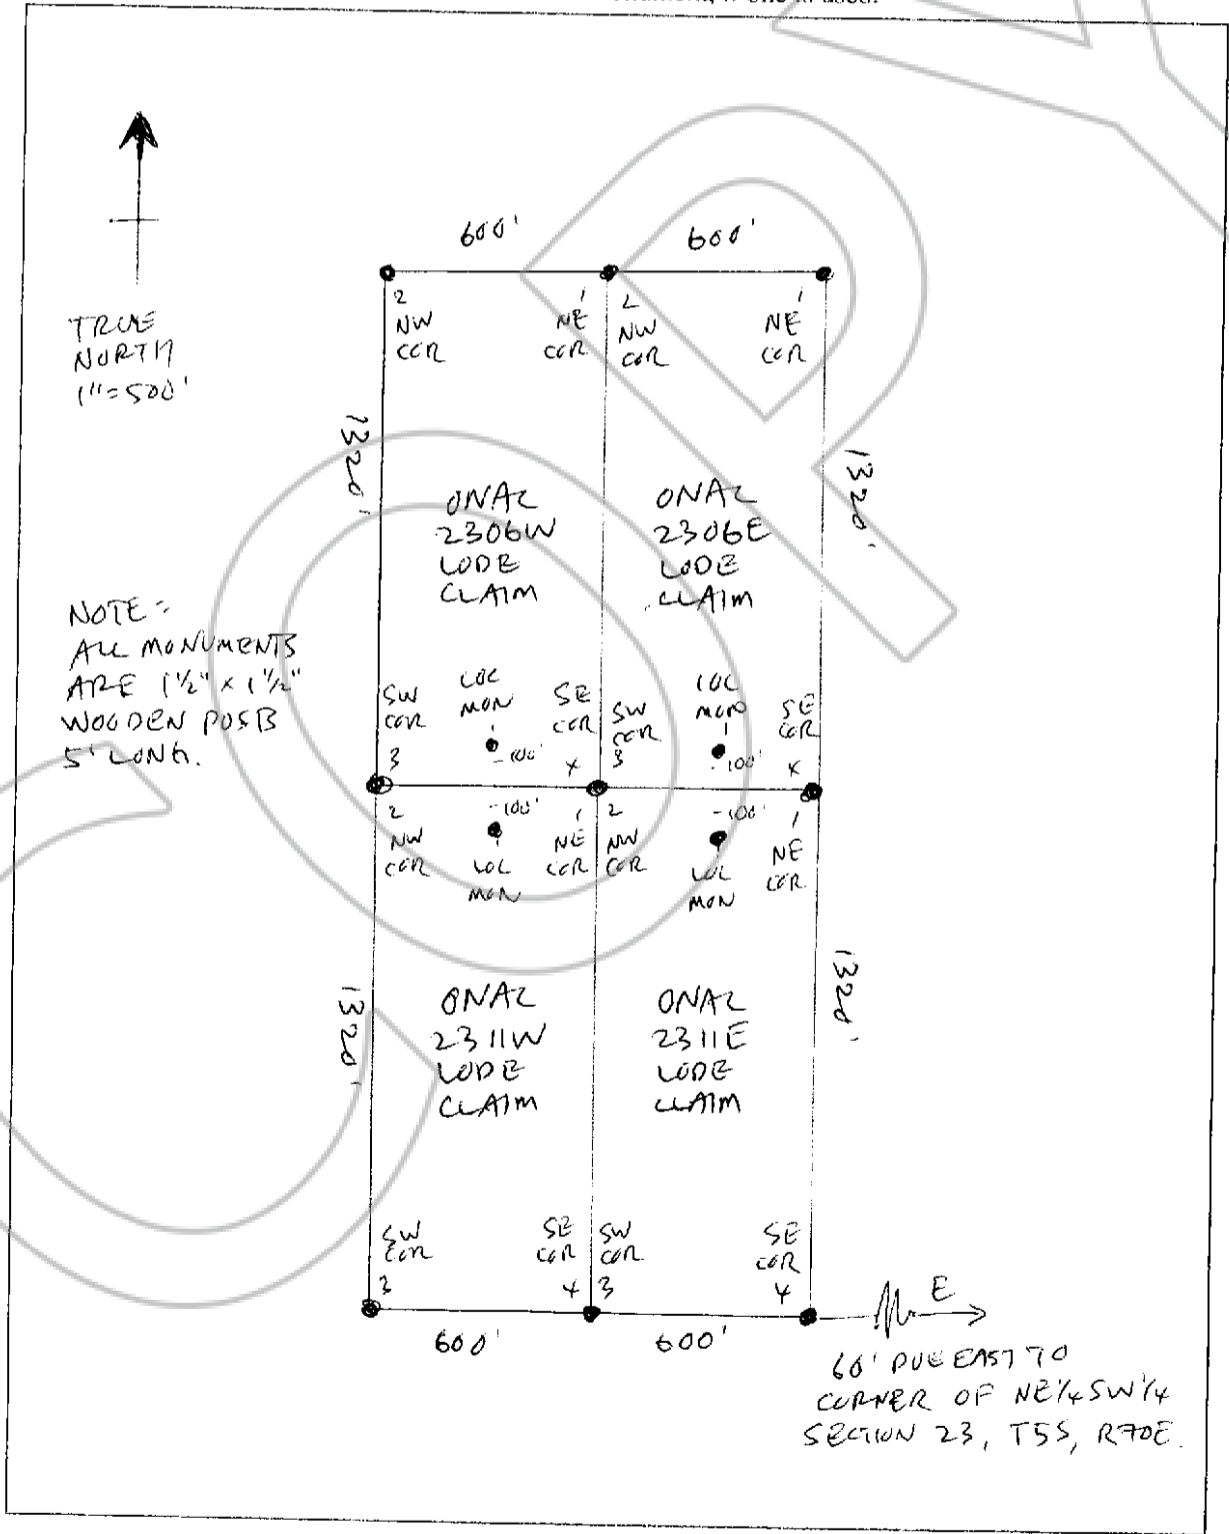 600' 600'
TRUE
NORTH
1"=500'
2
NW
COR
1
NE
COR
2
NW
COR
1
NE
COR
1320'
1320'
ONAZ
2306W
LODE
CLAIM
ONAZ
2306E
LODE
CLAIM
NOTE=
ALL MONUMENTS
ARE 1½" x 1½"
WOODEN POSTS
5' LONG.
SW
COR
3
LOC
MON
100'
SE
COR
4
SW
COR
3
LOC
MON
100'
SE
COR
4
2
NW
COR
100'
LOC
MON
1
NE
COR
2
NW
COR
100'
LOC
MON
1
NE
COR
1320'
1320'
ONAZ
2311W
LODE
CLAIM
ONAZ
2311E
LODE
CLAIM
SW
COR
3
SE
COR
4
SW
COR
3
SE
COR
4
E
600' 600'
60' DUE EAST TO
CORNER OF NE¼SW¼
SECTION 23, T5S, R70E.
COPY